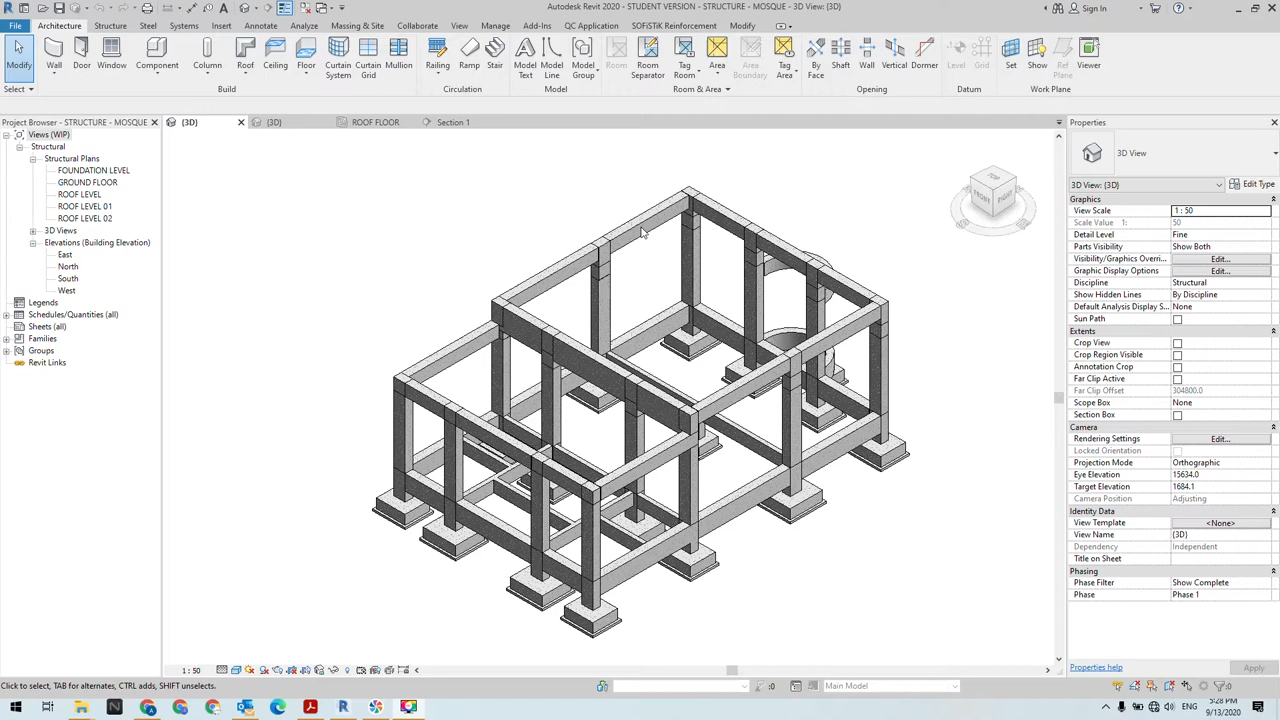 Autodesk Revit 2020 - STUDENT VERSION - STRUCTURE - MOSQUE - 3D View: {3D}
Sign In
File Architecture Structure Steel Systems Insert Annotate Analyze Massing & Site Collaborate View Manage Add-Ins QC Application SOFiSTiK Reinforcement Modify
Modify Wall Door Window Component Column Roof Ceiling Floor Curtain System Curtain Grid Mullion Railing Ramp Stair Model Text Model Line Model Group Room Room Separator Tag Room Area Area Boundary Tag Area By Face Shaft Wall Vertical Dormer Level Grid Set Show Ref Plane Viewer
Select Build Circulation Model Room & Area Opening Datum Work Plane
Project Browser - STRUCTURE - MOSQUE
{3D} {3D} ROOF FLOOR Section 1
Views (WIP)
Structural
Structural Plans
FOUNDATION LEVEL
GROUND FLOOR
ROOF LEVEL
ROOF LEVEL 01
ROOF LEVEL 02
3D Views
Elevations (Building Elevation)
East
North
South
West
Legends
Schedules/Quantities (all)
Sheets (all)
Families
Groups
Revit Links
TOP
FRONT
RIGHT
Properties
3D View
3D View: {3D} Edit Type
Graphics
View Scale 1 : 50
Scale Value 1: 50
Detail Level Fine
Parts Visibility Show Both
Visibility/Graphics Overri... Edit...
Graphic Display Options Edit...
Discipline Structural
Show Hidden Lines By Discipline
Default Analysis Display S... None
Sun Path
Extents
Crop View
Crop Region Visible
Annotation Crop
Far Clip Active
Far Clip Offset 304800.0
Scope Box None
Section Box
Camera
Rendering Settings Edit...
Locked Orientation
Projection Mode Orthographic
Eye Elevation 15634.0
Target Elevation 1684.1
Camera Position Adjusting
Identity Data
View Template <None>
View Name {3D}
Dependency Independent
Title on Sheet
Phasing
Phase Filter Show Complete
Phase Phase 1
Properties help Apply
1 : 50
Click to select, TAB for alternates, CTRL adds, SHIFT unselects.
:0 Main Model :0
ENG
5:28 PM
9/13/2020